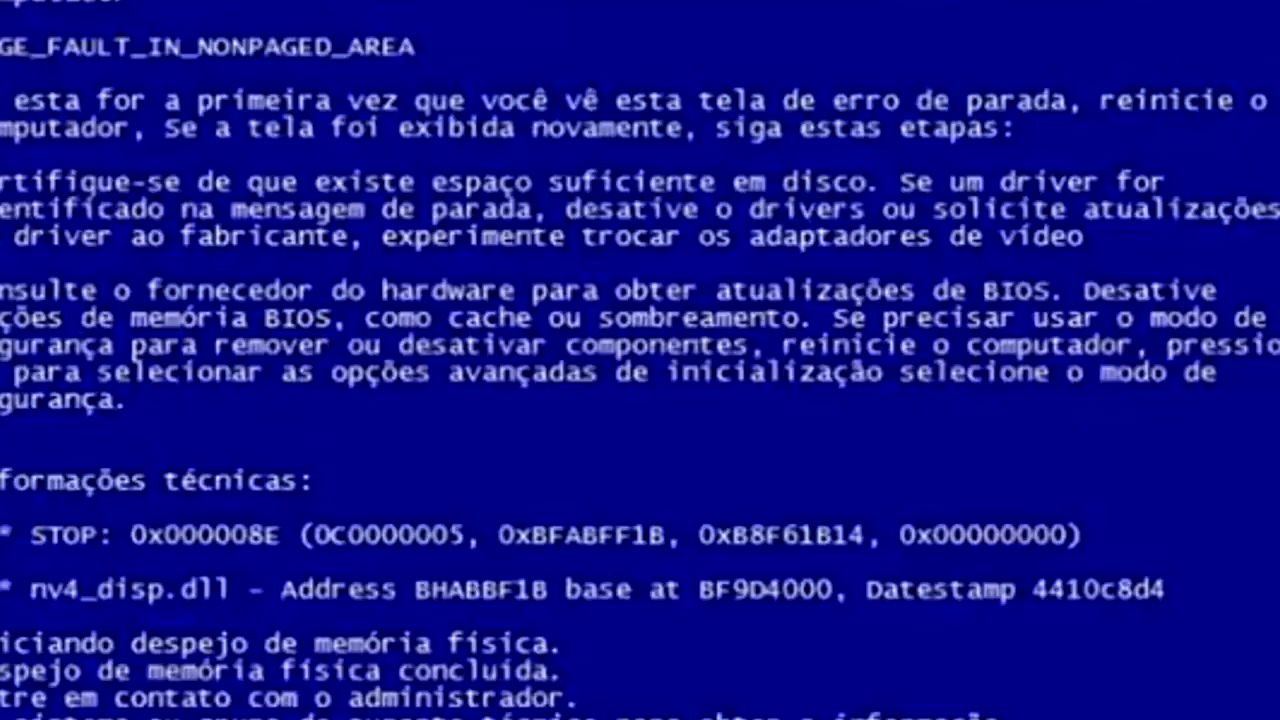 GE_FAULT_IN_NONPAGED_AREA
esta for a primeira vez que você vê esta tela de erro de parada, reinicie o
mputador, Se a tela foi exibida novamente, siga estas etapas:
rtifique-se de que existe espaço suficiente em disco. Se um driver for
entificado na mensagem de parada, desative o drivers ou solicite atualizações
driver ao fabricante, experimente trocar os adaptadores de vídeo
nsulte o fornecedor do hardware para obter atualizações de BIOS. Desative
ções de memória BIOS, como cache ou sombreamento. Se precisar usar o modo de
gurança para remover ou desativar componentes, reinicie o computador, pressio
para selecionar as opções avançadas de inicialização selecione o modo de
gurança.
formações técnicas:
* STOP: 0x000008E (0C0000005, 0xBFABFF1B, 0xB8F61B14, 0x00000000)
* nv4_disp.dll - Address BHABBF1B base at BF9D4000, Datestamp 4410c8d4
iciando despejo de memória física.
spejo de memória física concluída.
tre em contato com o administrador.